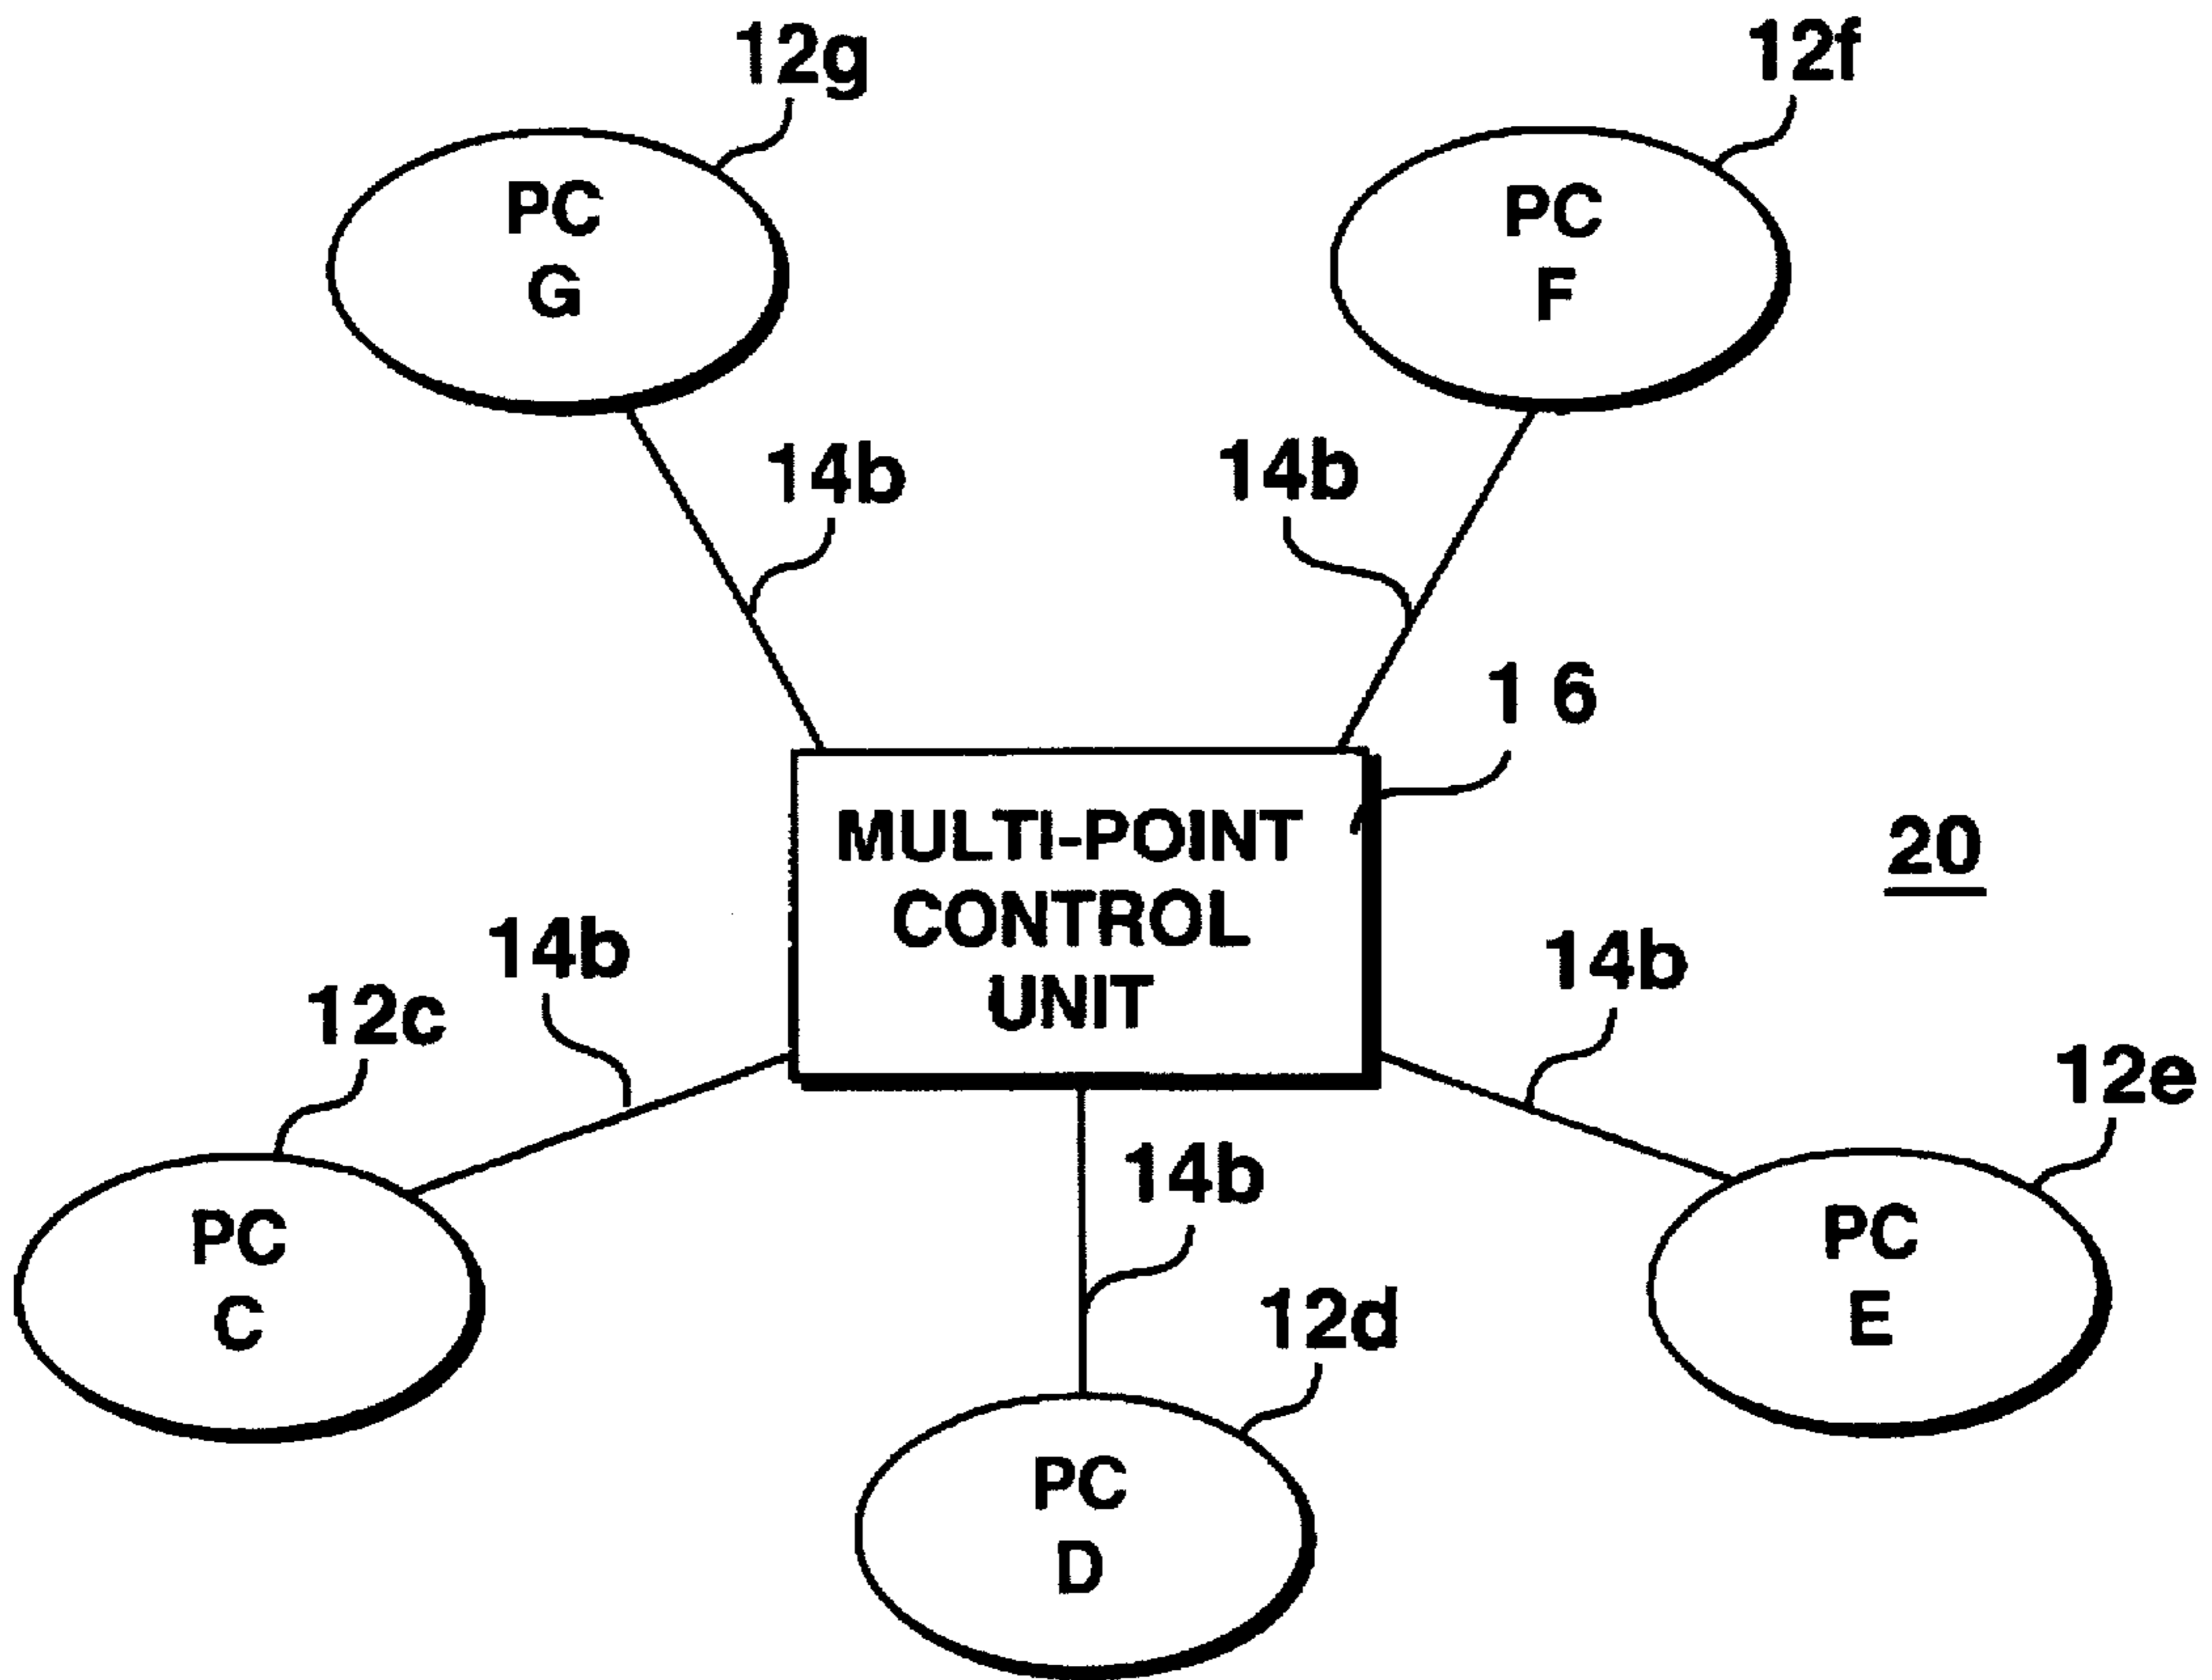 12g
12f
PC
G
PC
F
14b
14b
1 6
MULTI-POINT
CONTROL
UNIT
20
14b
14b
12c
12e
14b
PC
C
PC
E
12d
PC
D